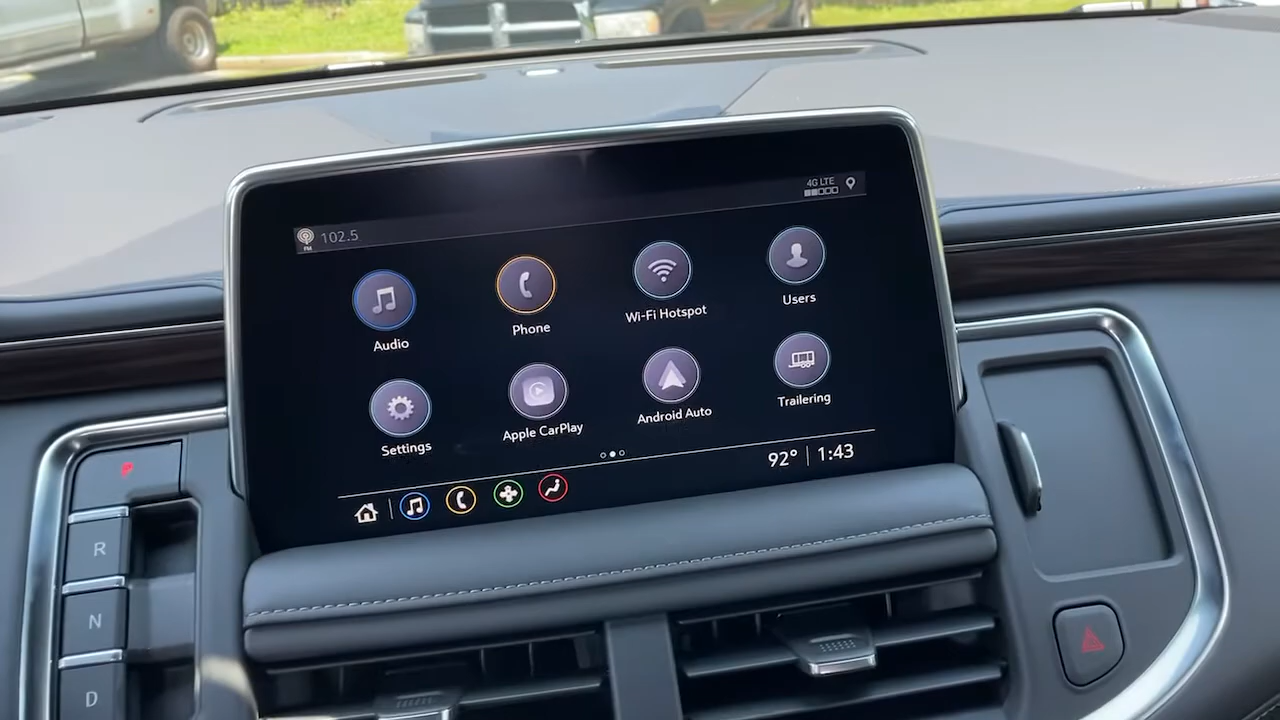 4G LTE
FM 102.5
Audio
Phone
Wi-Fi Hotspot
Users
Settings
Apple CarPlay
Android Auto
Trailering
92° 1:43
P
R
N
D